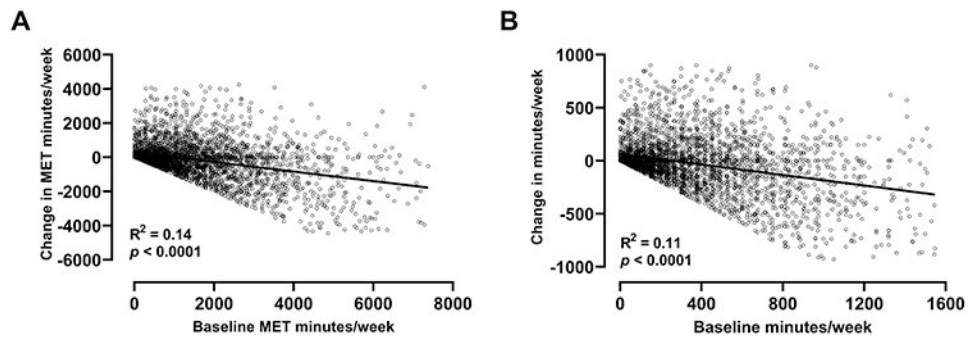 A
Change in MET minutes/week
6000
4000
2000
0
-2000
-4000
-6000
R² = 0.14
p < 0.0001
0 2000 4000 6000 8000
Baseline MET minutes/week
B
Change in minutes/week
1000
500
0
-500
-1000
R² = 0.11
p < 0.0001
0 400 800 1200 1600
Baseline minutes/week